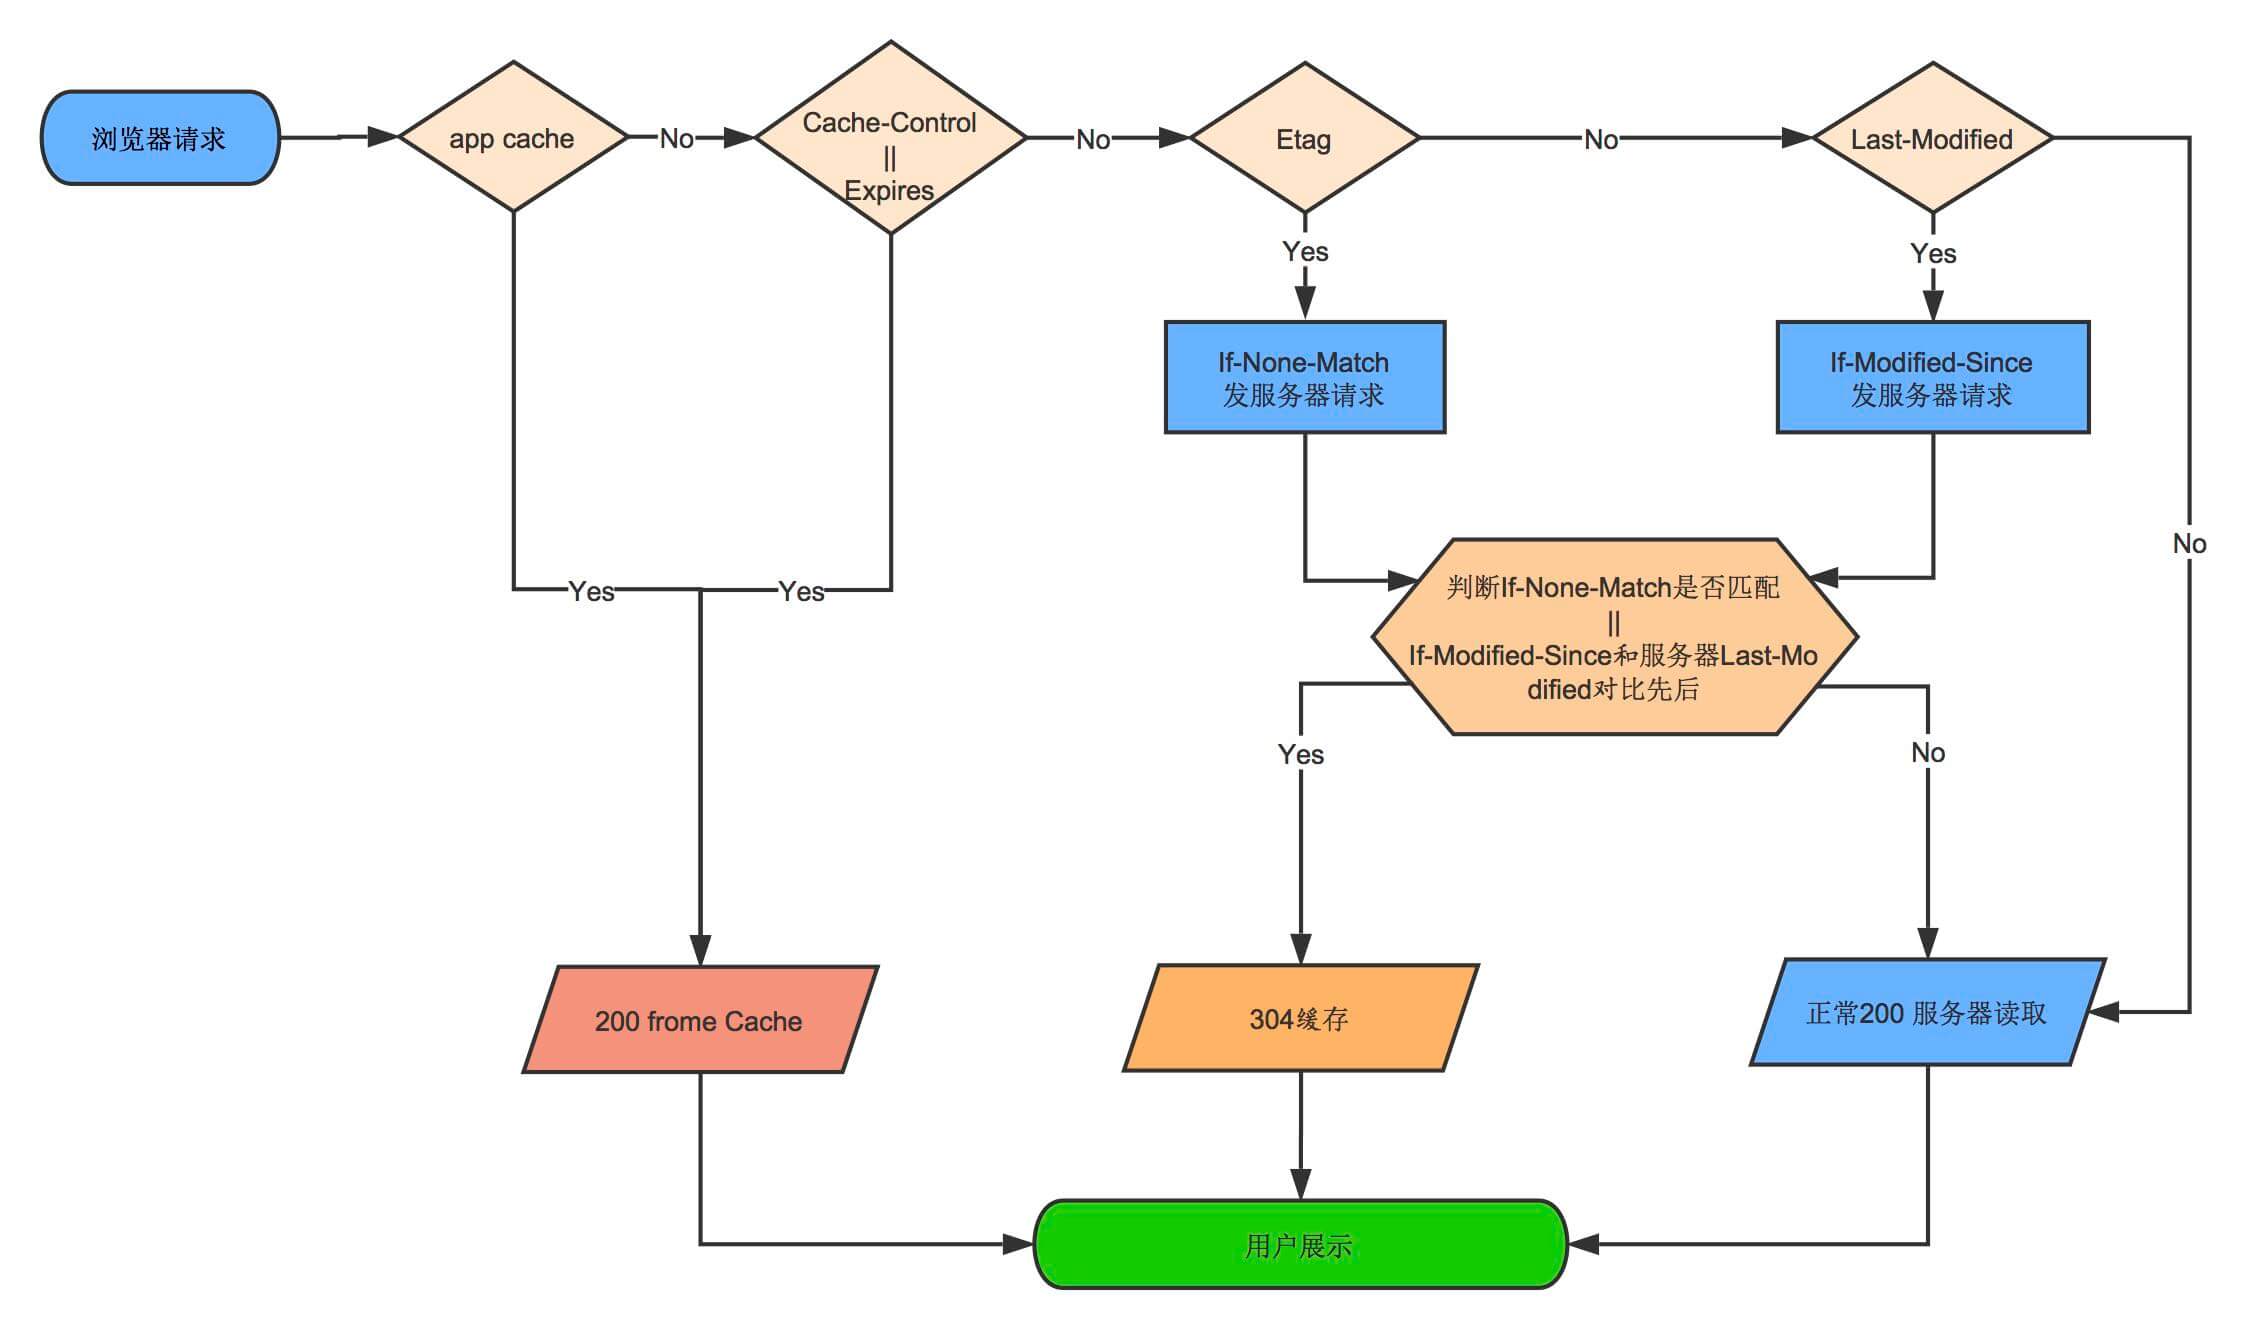 浏览器请求
app cache
No
Cache-Control
||
Expires
No
Etag
No
Last-Modified
Yes
Yes
If-None-Match
发服务器请求
If-Modified-Since
发服务器请求
No
Yes
Yes
判断If-None-Match是否匹配
||
If-Modified-Since和服务器Last-Mo
dified对比先后
Yes
No
200 frome Cache
304缓存
正常200 服务器读取
用户展示